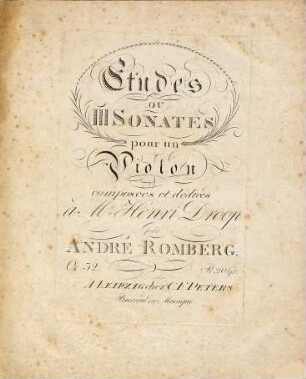 Etudes
OU
III SONATES
pour un
Violon
composées et dediées
à Mr. Henri Droop
par
ANDRÉ ROMBERG.
Oe. 32.
A LEIPZIG chez C. F. PETERS
Bureau de Musique.